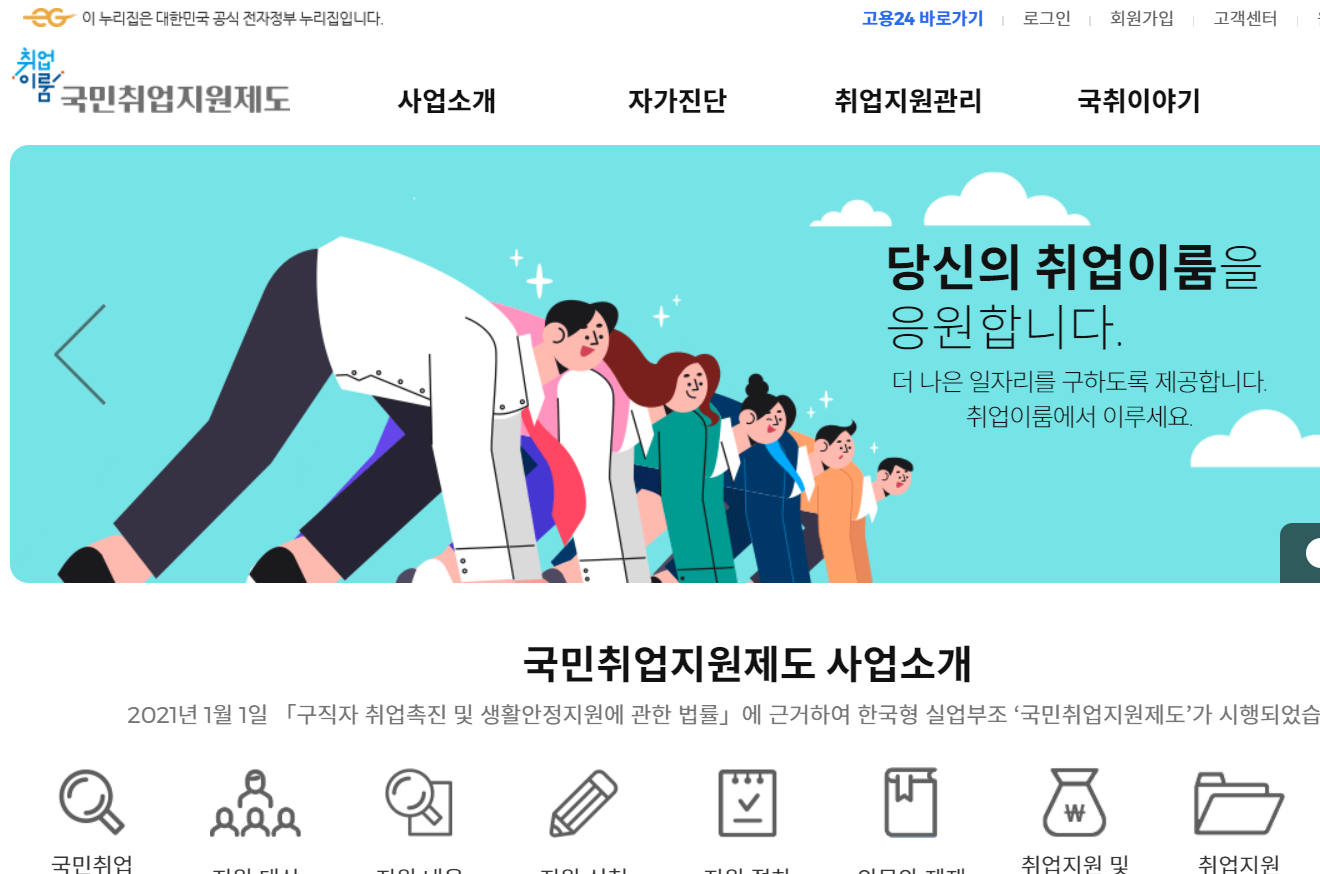 이 누리집은 대한민국 공식 전자정부 누리집입니다.
고용24 바로가기 로그인 회원가입 고객센터
취업
이룸
국민취업지원제도
사업소개 자가진단 취업지원관리 국취이야기
당신의 취업이룸을
응원합니다.
더 나은 일자리를 구하도록 제공합니다.
취업이룸에서 이루세요.
국민취업지원제도 사업소개
2021년 1월 1일 「구직자 취업촉진 및 생활안정지원에 관한 법률」에 근거하여 한국형 실업부조 ‘국민취업지원제도’가 시행되었습
국민취업 지원 대상 지원 내용 취업지원 및 취업지원